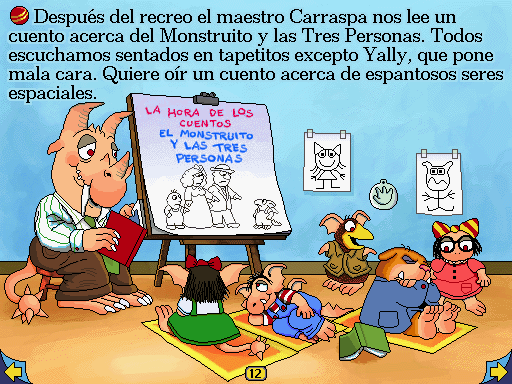 Después del recreo el maestro Carraspa nos lee un
cuento acerca del Monstruito y las Tres Personas. Todos
escuchamos sentados en tapetitos excepto Yally, que pone
mala cara. Quiere oír un cuento acerca de espantosos seres
espaciales.
LA HORA DE LOS
CUENTOS
EL MONSTRUITO
Y LAS TRES
PERSONAS
12